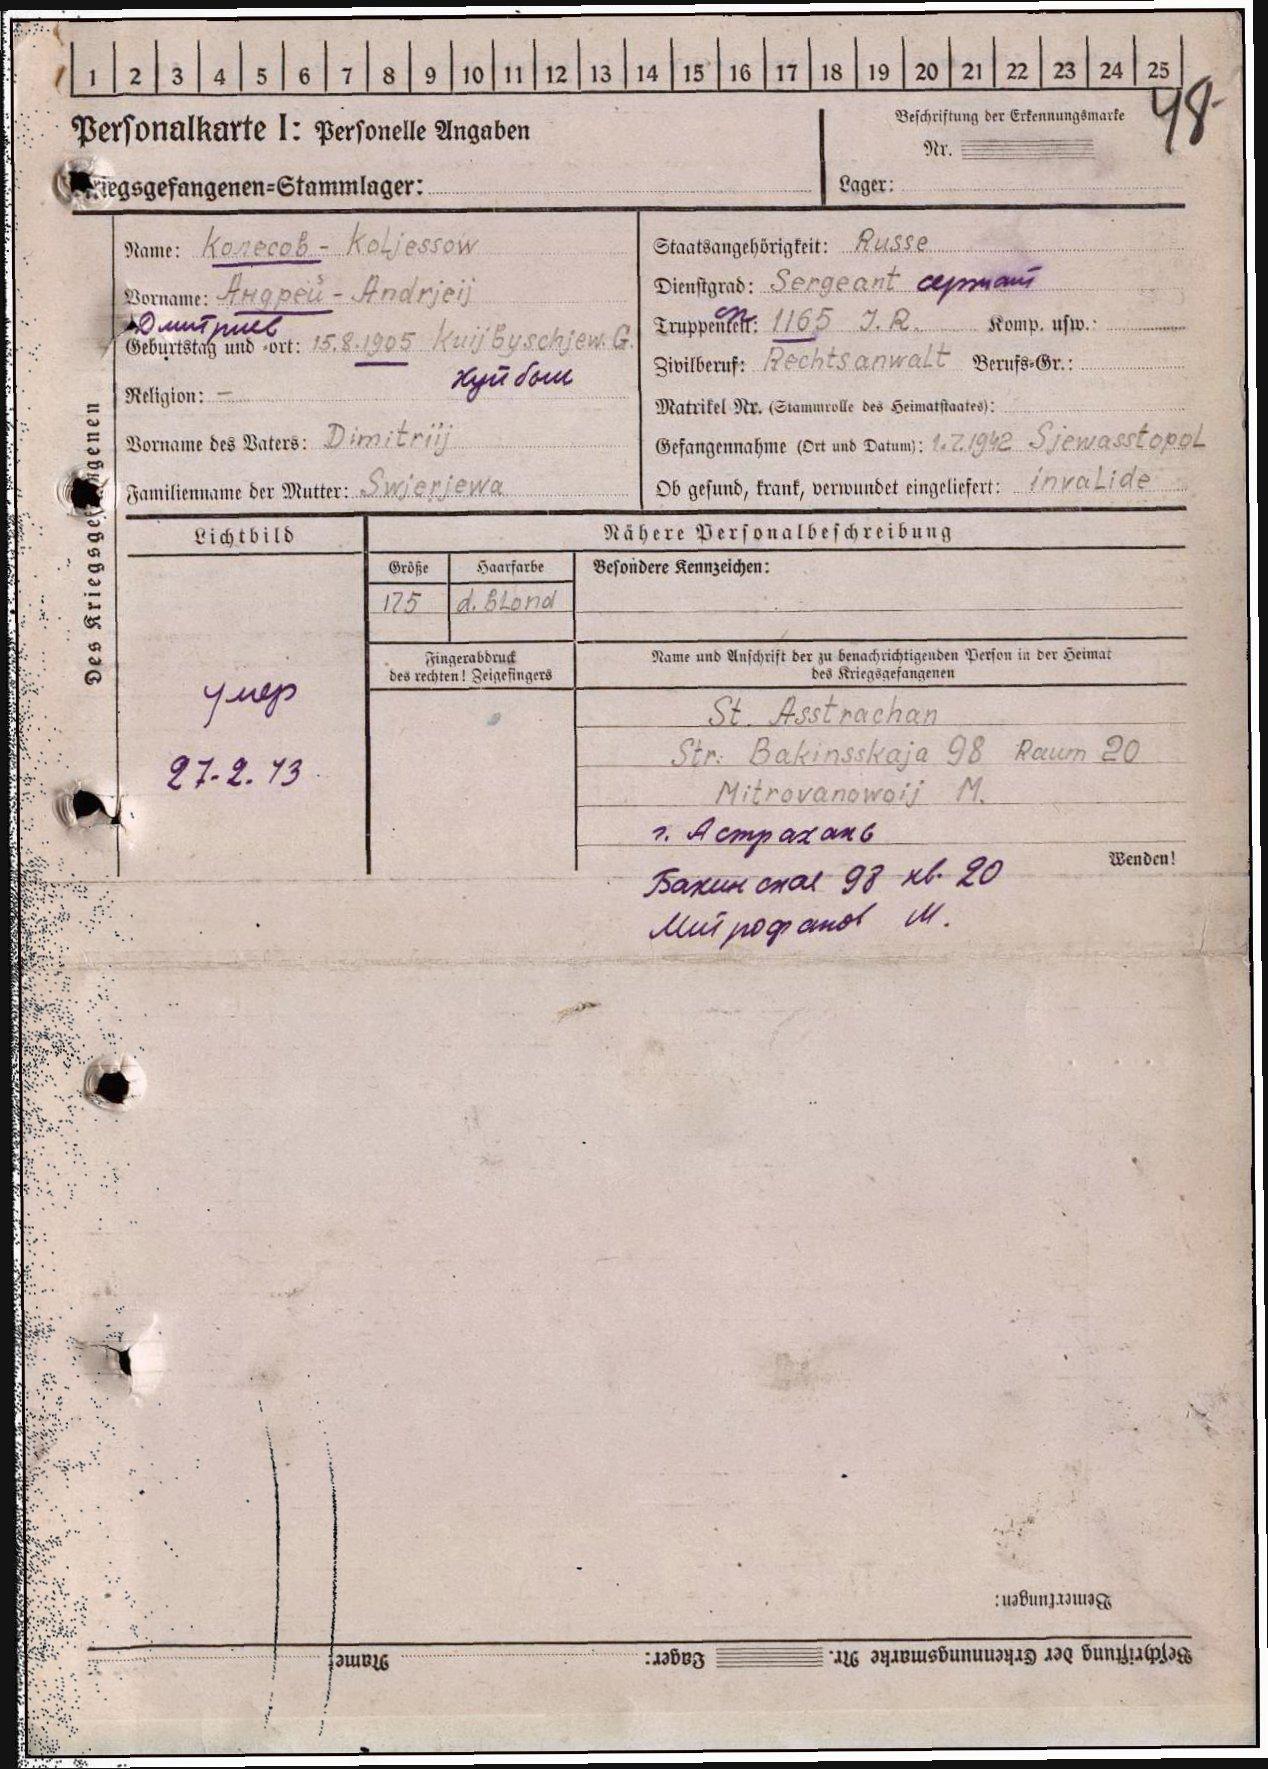 1 2 3 4 5 6 7 8 9 10 11 12 13 14 15 16 17 18 19 20 21 22 23 24 25
48
Personalkarte I: Personelle Angaben
Kriegsgefangenen=Stammlager:
Beschriftung der Erkennungsmarke
Nr.
Lager:
Des Kriegsgefangenen
Name: Колесов - Koljessow
Vorname: Андрей - Andrjeij
Дмитриев
Geburtstag und -ort: 15.8.1905 Kuijbyschjew. G.
Куйбыш
Religion: —
Vorname des Vaters: Dimitrij
Familienname der Mutter: Swjerjewa
Staatsangehörigkeit: Russe
Dienstgrad: Sergeant сержант
Truppenteil: 1165 J.R. Komp. usw.:
сп
Zivilberuf: Rechtsanwalt Berufs=Gr.:
Matrikel Nr. (Stammrolle des Heimatstaates):
Gefangennahme (Ort und Datum): 1.7.1942 Sjewasstopol
Ob gesund, krank, verwundet eingeliefert: invalide
Lichtbild
умер
27.2.43
Nähere Personalbeschreibung
Größe Haarfarbe Besondere Kennzeichen:
175 d. Blond
Fingerabdruck
des rechten! Zeigefingers
Name und Anschrift der zu benachrichtigenden Person in der Heimat
des Kriegsgefangenen
St. Asstrachan
Str. Bakinsskaja 98 Raum 20
Mitrovanowoij M.
г. Астрахань
Wenden!
Бакинская 98 кв. 20
Митрофанов М.
Bemerkungen:
Beschriftung der Erkennungsmarke Nr. Lager: Name: